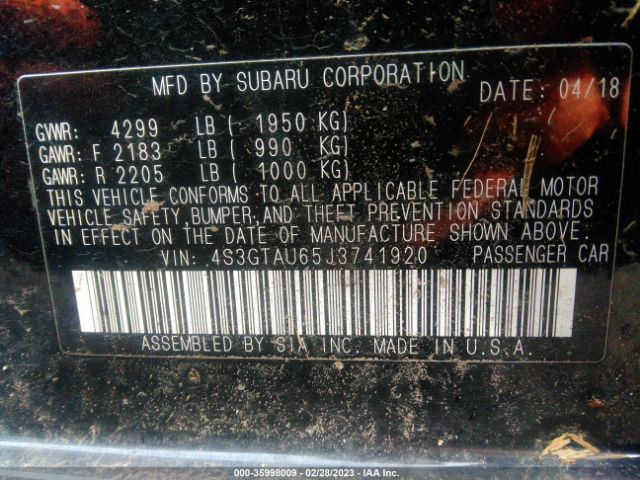 MFD BY SUBARU CORPORATION
DATE: 04/18
GVWR: 4299 LB ( 1950 KG)
GAWR: F 2183 LB ( 990 KG)
GAWR: R 2205 LB ( 1000 KG)
THIS VEHICLE CONFORMS TO ALL APPLICABLE FEDERAL MOTOR
VEHICLE SAFETY BUMPER, AND THEFT PREVENTION STANDARDS
IN EFFECT ON THE DATE OF MANUFACTURE SHOWN ABOVE.
VIN: 4S3GTAU65J3741920 PASSENGER CAR
ASSEMBLED BY SIA INC. MADE IN U.S.A.
000-35998009 - 02/28/2023 - IAA Inc.